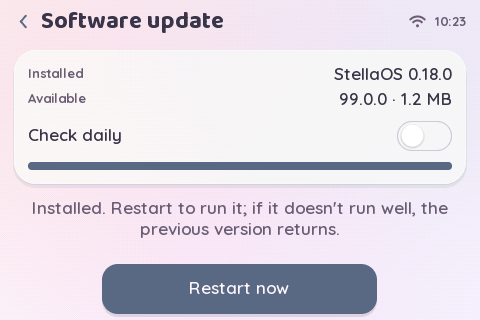 Software update
10:23
Installed
StellaOS 0.18.0
Available
99.0.0 · 1.2 MB
Check daily
Installed. Restart to run it; if it doesn't run well, the
previous version returns.
Restart now